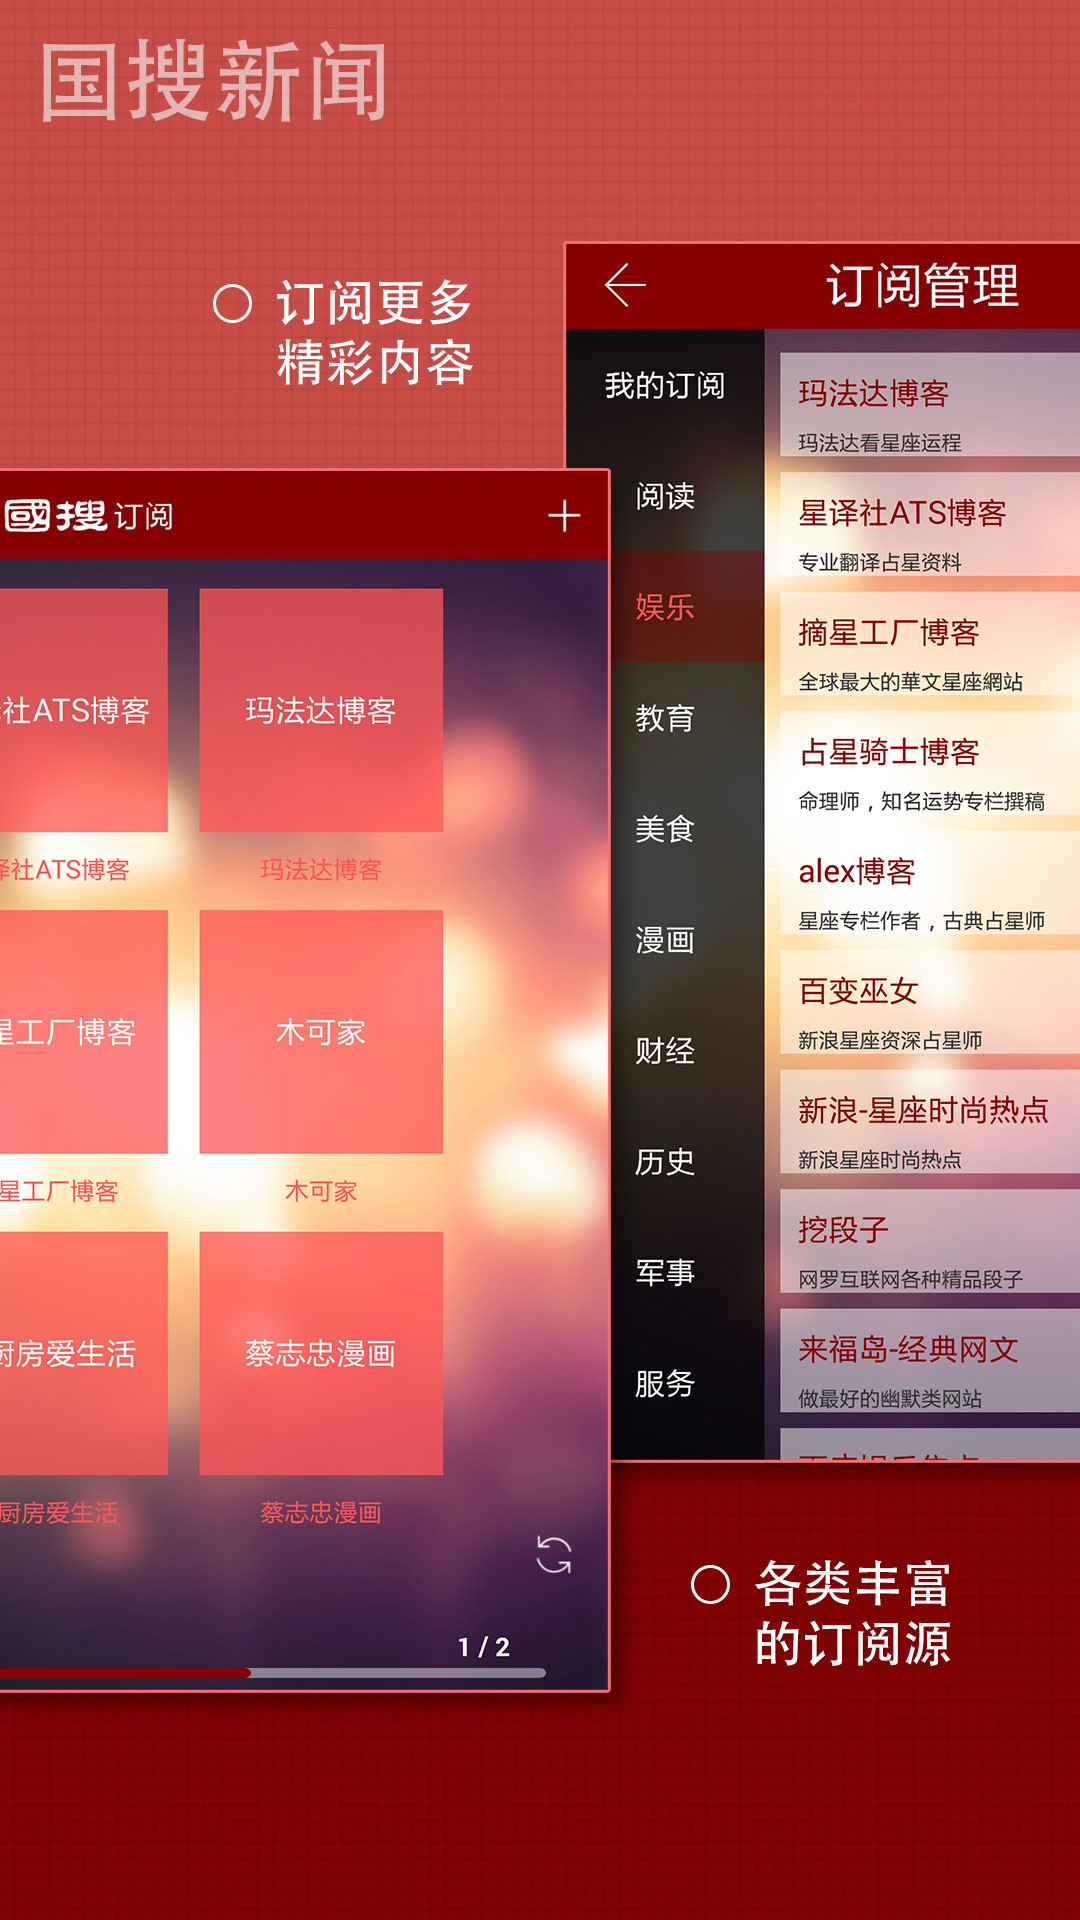 国搜新闻
订阅更多
精彩内容
订阅管理
我的订阅
阅读
娱乐
教育
美食
漫画
财经
历史
军事
服务
玛法达博客
玛法达看星座运程
星译社ATS博客
专业翻译占星资料
摘星工厂博客
全球最大的華文星座網站
占星骑士博客
命理师，知名运势专栏撰稿
alex博客
星座专栏作者，古典占星师
百变巫女
新浪星座资深占星师
新浪-星座时尚热点
新浪星座时尚热点
挖段子
网罗互联网各种精品段子
来福岛-经典网文
做最好的幽默类网站
國搜 订阅
社ATS博客
玛法达博客
译社ATS博客
玛法达博客
星工厂博客
木可家
星工厂博客
木可家
厨房爱生活
蔡志忠漫画
厨房爱生活
蔡志忠漫画
1 / 2
各类丰富
的订阅源